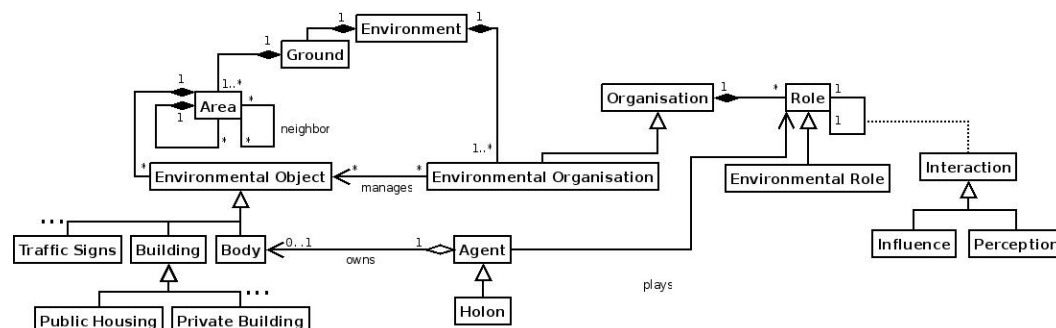 1 Environment 1
1 Ground
1
1..*
Area
1
1
*
*
*
neighbor
Organisation 1 * Role 1
1
1..*
* Environmental Object * manages * Environmental Organisation
Environmental Role
Interaction
...
Traffic Signs Building Body 0..1 owns 1 Agent
Influence Perception
plays
...
Public Housing Private Building
Holon